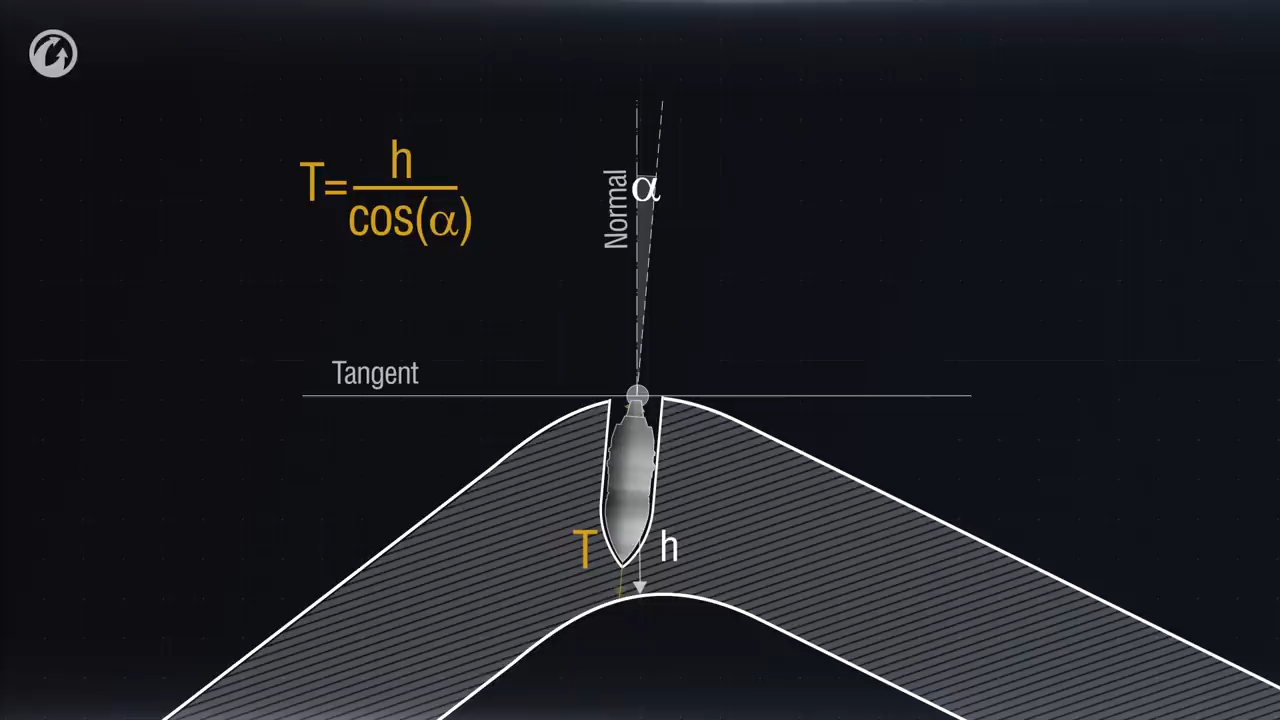 T=h/cos(α)
Normal
α
Tangent
T
h